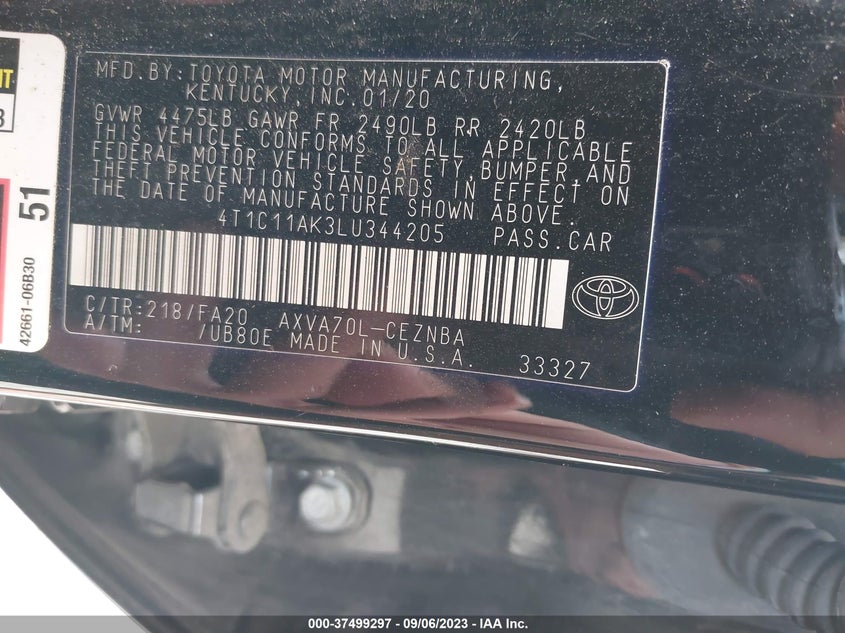 MFD.BY:TOYOTA MOTOR MANUFACTURING,
KENTUCKY,INC.01/20
GVWR 4475LB GAWR FR 2490LB RR 2420LB
THIS VEHICLE CONFORMS TO ALL APPLICABLE
FEDERAL MOTOR VEHICLE SAFETY,BUMPER,AND
THEFT PREVENTION STANDARDS IN EFFECT ON
THE DATE OF MANUFACTURE SHOWN ABOVE.
4T1C11AK3LU344205 PASS.CAR
C/TR:218/FA20 AXVA70L-CEZNBA
A/TM: /UB80E MADE IN U.S.A. 33327
51
42661-06B30
000-37499297 - 09/06/2023 - IAA Inc.